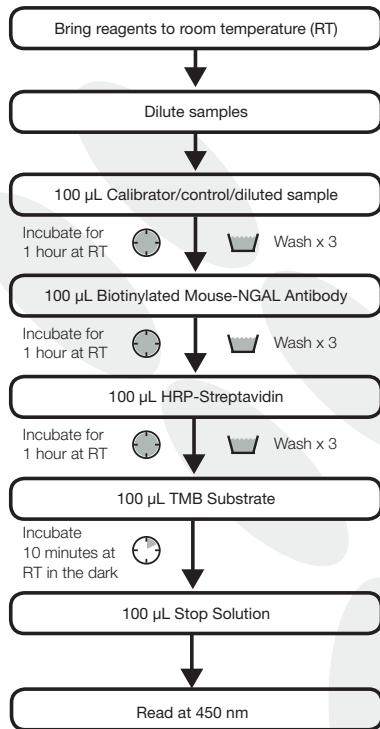 Bring reagents to room temperature (RT)
Dilute samples
100 µL Calibrator/control/diluted sample
Incubate for
1 hour at RT
Wash x 3
100 µL Biotinylated Mouse-NGAL Antibody
Incubate for
1 hour at RT
Wash x 3
100 µL HRP-Streptavidin
Incubate for
1 hour at RT
Wash x 3
100 µL TMB Substrate
Incubate
10 minutes at
RT in the dark
100 µL Stop Solution
Read at 450 nm